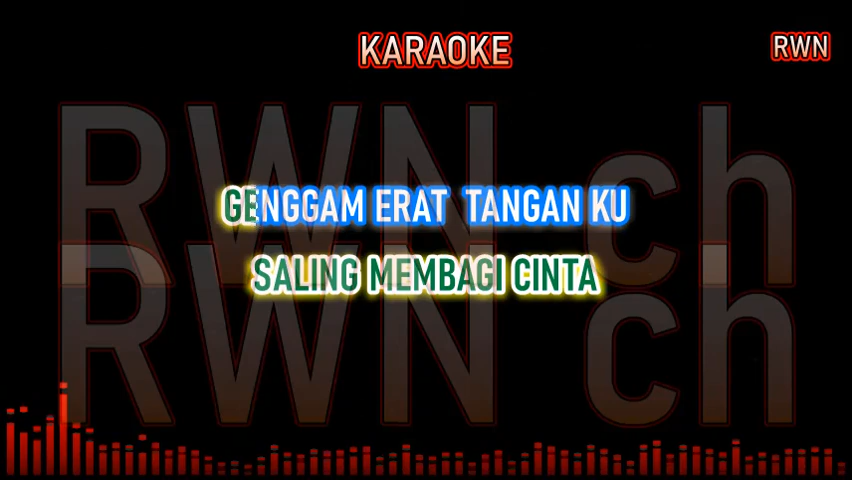 KARAOKE
RWN
RWN ch
GENGGAM ERAT TANGAN KU
SALING MEMBAGI CINTA
RWN ch